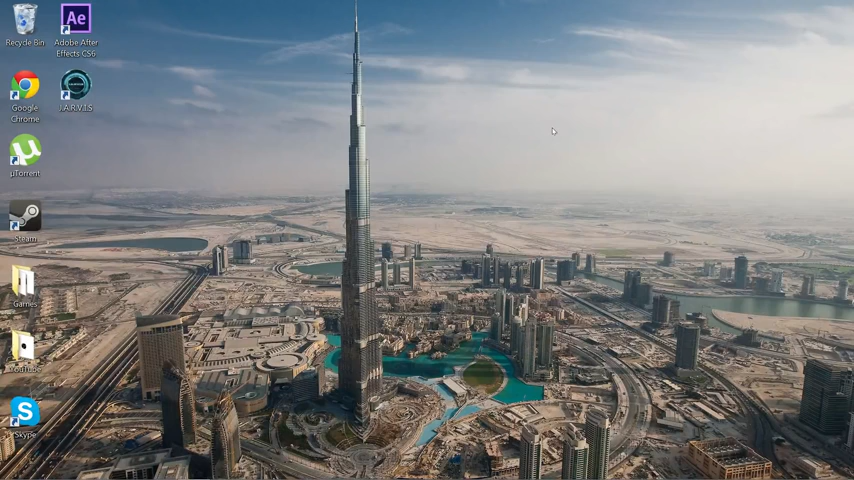 Recycle Bin
Ae
Adobe After
Effects CS6
Google
Chrome
J.A.R.V.I.S
µTorrent
Steam
Games
Youtube
S
Skype